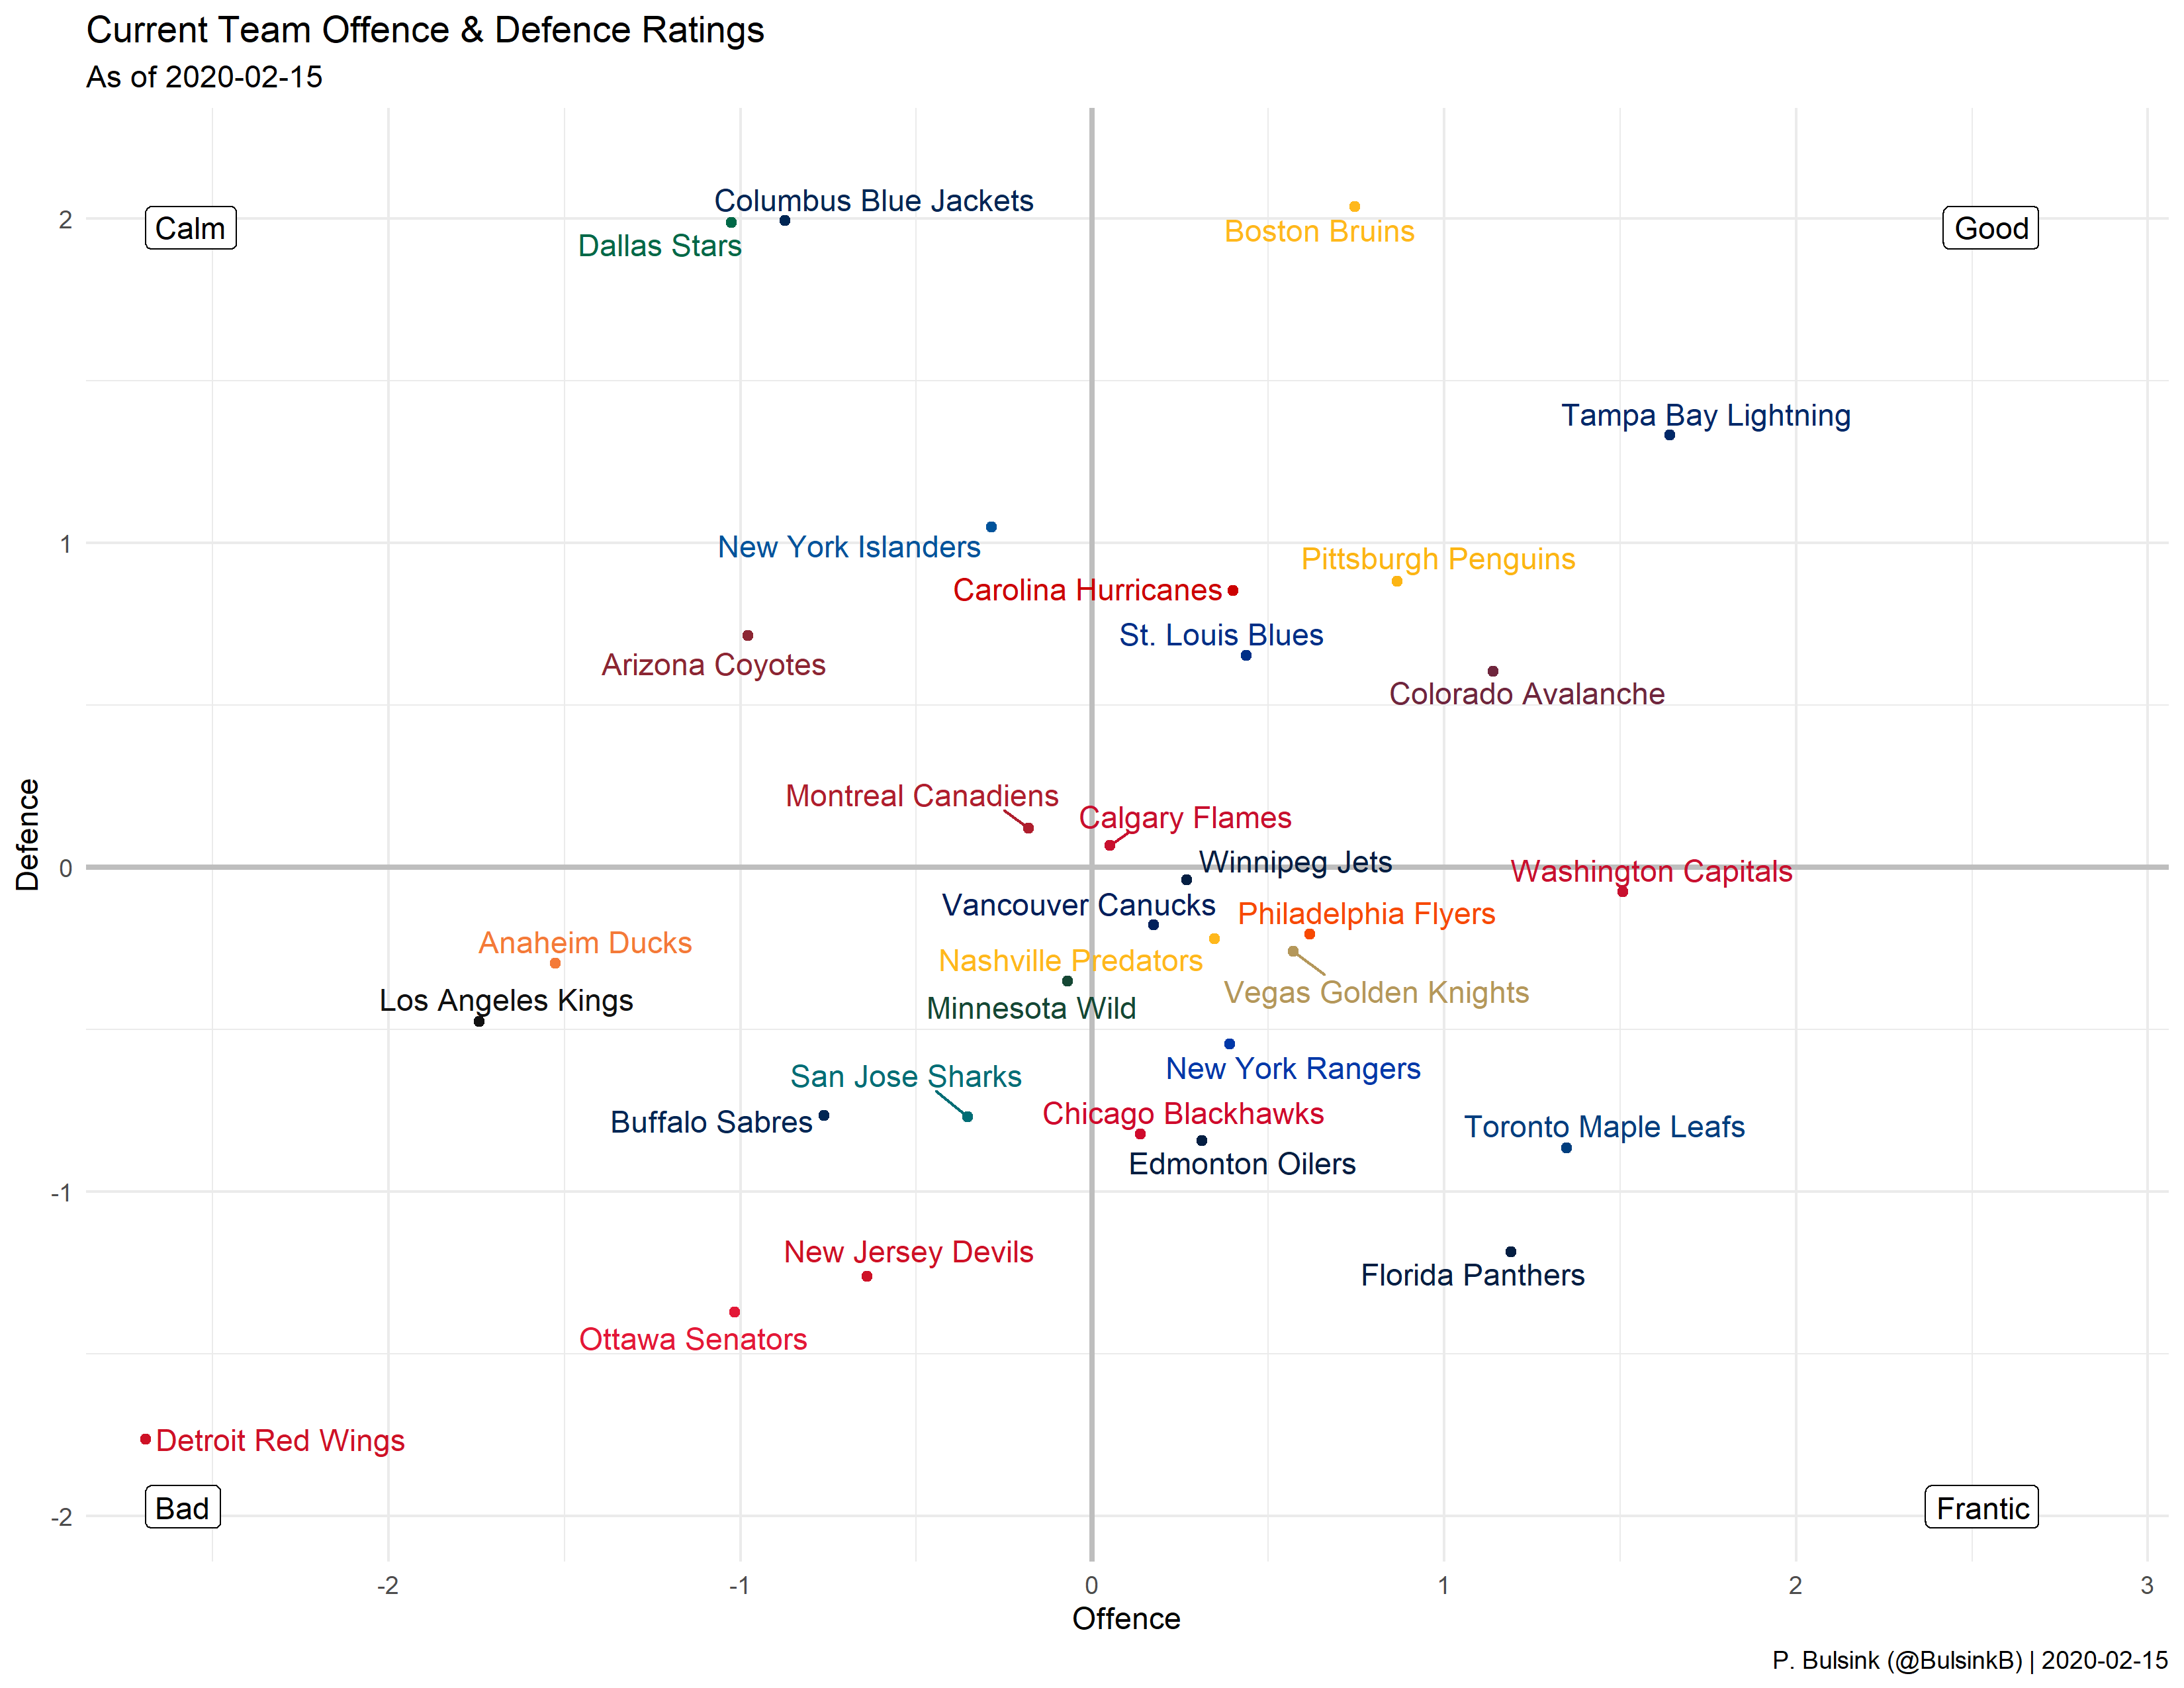 Current Team Offence & Defence Ratings
As of 2020-02-15
Columbus Blue Jackets
Calm
Good
2
Boston Bruins
Dallas Stars
Tampa Bay Lightning
1
New York Islanders
Pittsburgh Penguins
Carolina Hurricanes
St. Louis Blues
Arizona Coyotes
Colorado Avalanche
Montreal Canadiens
Calgary Flames
Defence
0
Winnipeg Jets
Washington Capitals
Vancouver Canucks
Philadelphia Flyers
Anaheim Ducks
Nashville Predators
Vegas Golden Knights
Los Angeles Kings
Minnesota Wild
New York Rangers
San Jose Sharks
Chicago Blackhawks
Buffalo Sabres
Toronto Maple Leafs
Edmonton Oilers
-1
New Jersey Devils
Florida Panthers
Ottawa Senators
Detroit Red Wings
Bad
Frantic
-2
-2 -1 0 1 2 3
Offence
P. Bulsink (@BulsinkB) | 2020-02-15